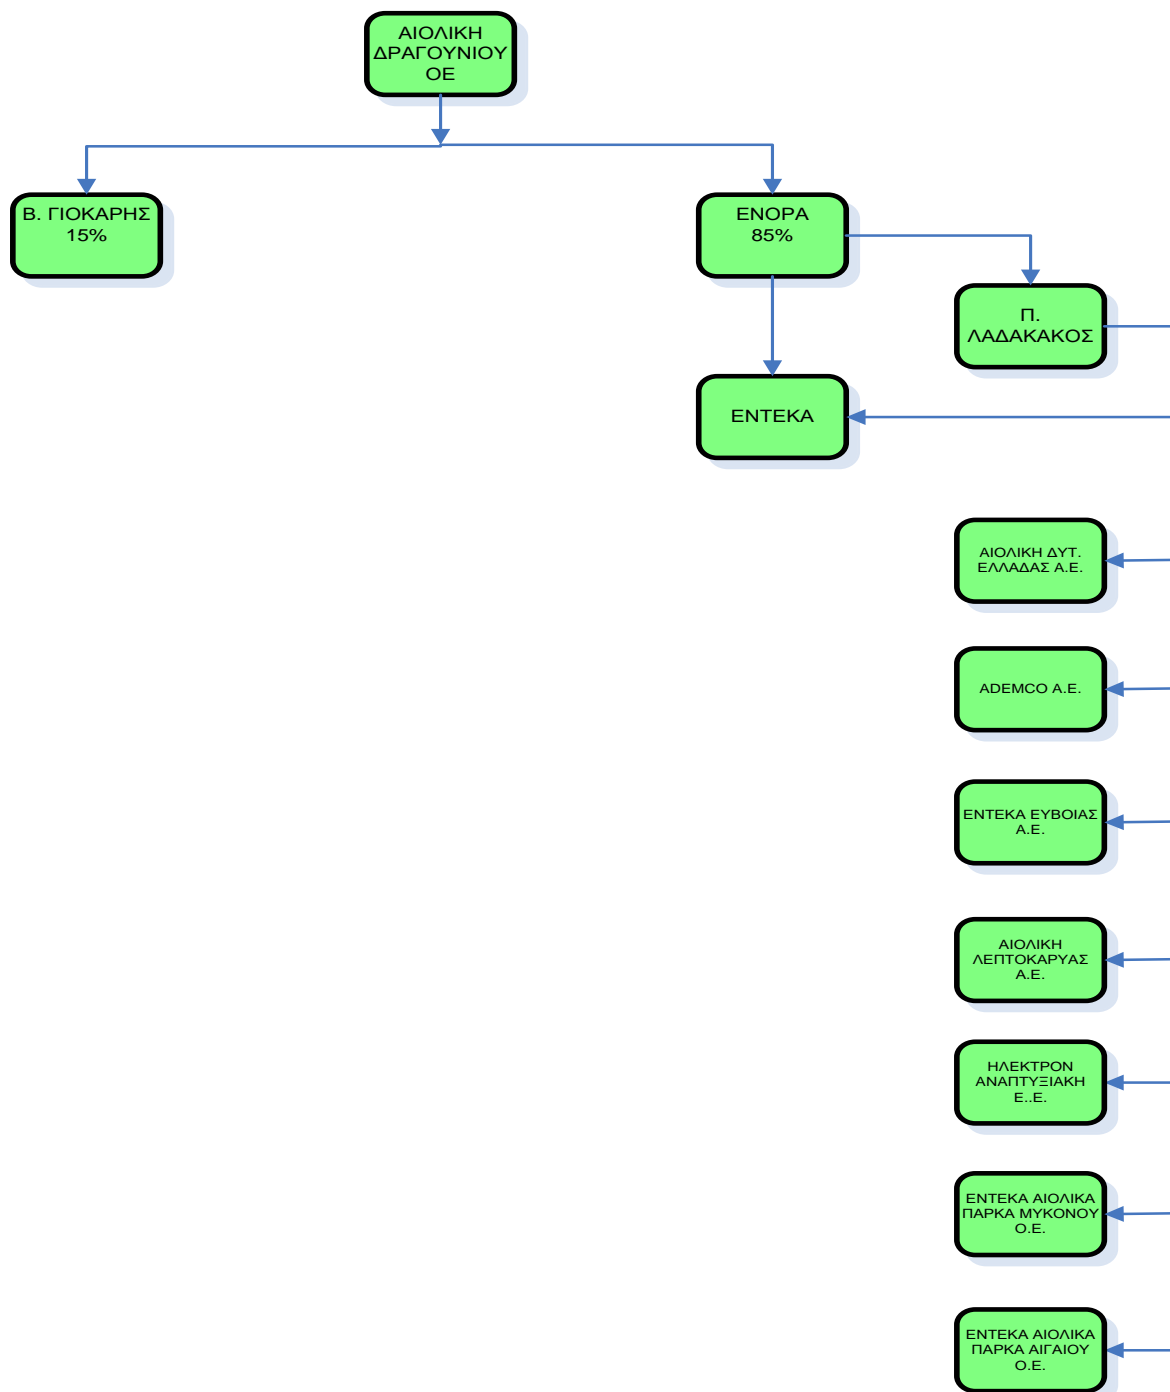 ΑΙΟΛΙΚΗ
ΔΡΑΓΟΥΝΙΟΥ
ΟΕ
Β. ΓΙΟΚΑΡΗΣ
15%
ΕΝΟΡΑ
85%
Π.
ΛΑΔΑΚΑΚΟΣ
ΕΝΤΕΚΑ
ΑΙΟΛΙΚΗ ΔΥΤ.
ΕΛΛΑΔΑΣ Α.Ε.
ADEMCO Α.Ε.
ΕΝΤΕΚΑ ΕΥΒΟΙΑΣ
Α.Ε.
ΑΙΟΛΙΚΗ
ΛΕΠΤΟΚΑΡΥΑΣ
Α.Ε.
ΗΛΕΚΤΡΟΝ
ΑΝΑΠΤΥΞΙΑΚΗ
Ε..Ε.
ΕΝΤΕΚΑ ΑΙΟΛΙΚΑ
ΠΑΡΚΑ ΜΥΚΟΝΟΥ
Ο.Ε.
ΕΝΤΕΚΑ ΑΙΟΛΙΚΑ
ΠΑΡΚΑ ΑΙΓΑΙΟΥ
Ο.Ε.